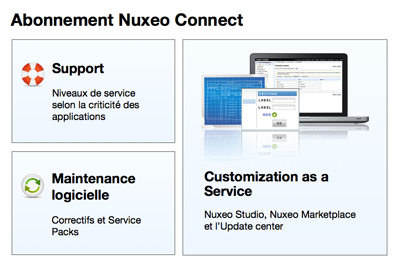 Abonnement Nuxeo Connect
Support
Niveaux de service
selon la criticité des
applications
Maintenance
logicielle
Correctifs et Service
Packs
SECTION
LABEL
LABEL
Customization as a
Service
Nuxeo Studio, Nuxeo Marketplace
et l'Update center